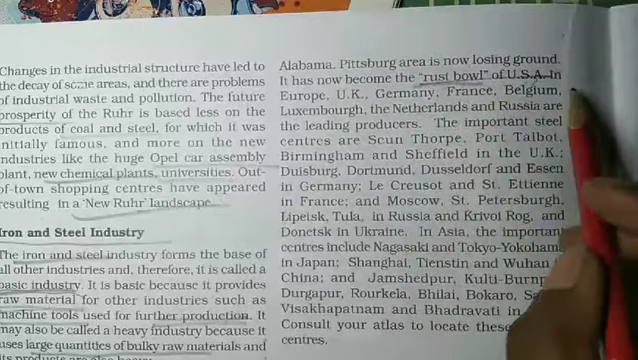 Changes in the industrial structure have led to
the decay of some areas, and there are problems
of industrial waste and pollution. The future
prosperity of the Ruhr is based less on the
products of coal and steel, for which it was
initially famous, and more on the new
industries like the huge Opel car assembly
plant, new chemical plants, universities. Out-
of-town shopping centres have appeared
resulting in a 'New Ruhr' landscape.
Iron and Steel Industry
The iron and steel industry forms the base of
all other industries and, therefore, it is called a
basic industry. It is basic because it provides
raw material for other industries such as
machine tools used for further production. It
may also be called a heavy industry because it
uses large quantities of bulky raw materials and
its products are also heavy.
Alabama. Pittsburg area is now losing ground.
It has now become the "rust bowl" of U.S.A. In
Europe, U.K., Germany, France, Belgium,
Luxembourgh, the Netherlands and Russia are
the leading producers. The important steel
centres are Scun Thorpe, Port Talbot,
Birmingham and Sheffield in the U.K.;
Duisburg, Dortmund, Dusseldorf and Essen
in Germany; Le Creusot and St. Ettienne
in France; and Moscow, St. Petersburgh,
Lipeisk, Tula, in Russia and Krivoi Rog, and
Donetsk in Ukraine. In Asia, the important
centres include Nagasaki and Tokyo-Yokohama
in Japan; Shanghai, Tienstin and Wuhan in
China; and Jamshedpur, Kulti-Burnp
Durgapur, Rourkela, Bhilai, Bokaro,
Visakhapatnam and Bhadravati in
Consult your atlas to locate these
centres.